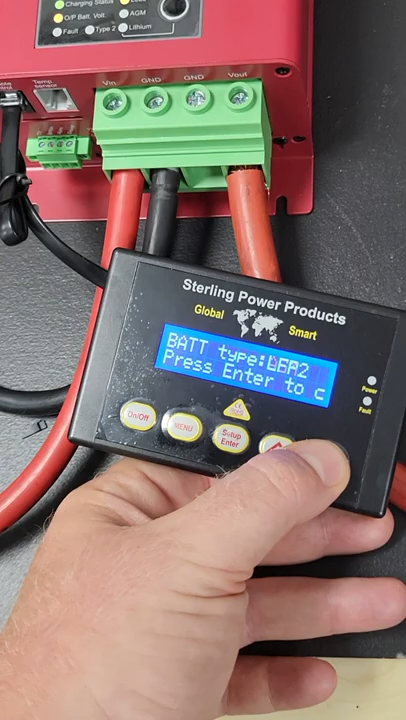 Charging Status
O/P Batt. Volt.
AGM
Fault
Type 2
Lithium
Temp
sensor
Vin
GND
GND
Vout
Sterling Power Products
Global
Smart
BATT type:
Press Enter to c
Power
Fault
On/Off
MENU
Setup
Enter